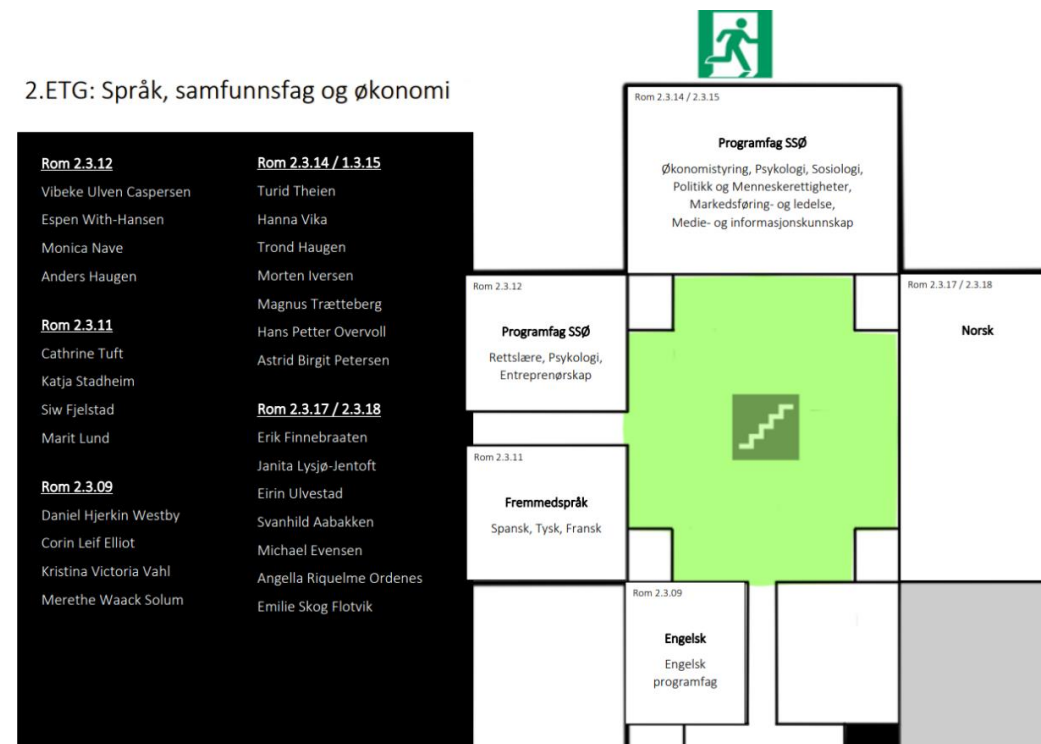 2.ETG: Språk, samfunnsfag og økonomi
Rom 2.3.12
Vibeke Ulven Caspersen
Espen With-Hansen
Monica Nave
Anders Haugen
Rom 2.3.11
Cathrine Tuft
Katja Stadheim
Siw Fjelstad
Marit Lund
Rom 2.3.09
Daniel Hjerkin Westby
Corin Leif Elliot
Kristina Victoria Vahl
Merethe Waack Solum
Rom 2.3.14 / 1.3.15
Turid Theien
Hanna Vika
Trond Haugen
Morten Iversen
Magnus Trætteberg
Hans Petter Overvoll
Astrid Birgit Petersen
Rom 2.3.17 / 2.3.18
Erik Finnebraaten
Janita Lysjø-Jentoft
Eirin Ulvestad
Svanhild Aabakken
Michael Evensen
Angella Riquelme Ordenes
Emilie Skog Flotvik
Rom 2.3.14 / 2.3.15
Programfag SSØ
Økonomistyring, Psykologi, Sosiologi,
Politikk og Menneskerettigheter,
Markedsføring- og ledelse,
Medie- og informasjonskunnskap
Rom 2.3.12
Programfag SSØ
Rettslære, Psykologi,
Entreprenørskap
Rom 2.3.17 / 2.3.18
Norsk
Rom 2.3.11
Fremmedspråk
Spansk, Tysk, Fransk
Rom 2.3.09
Engelsk
Engelsk
programfag